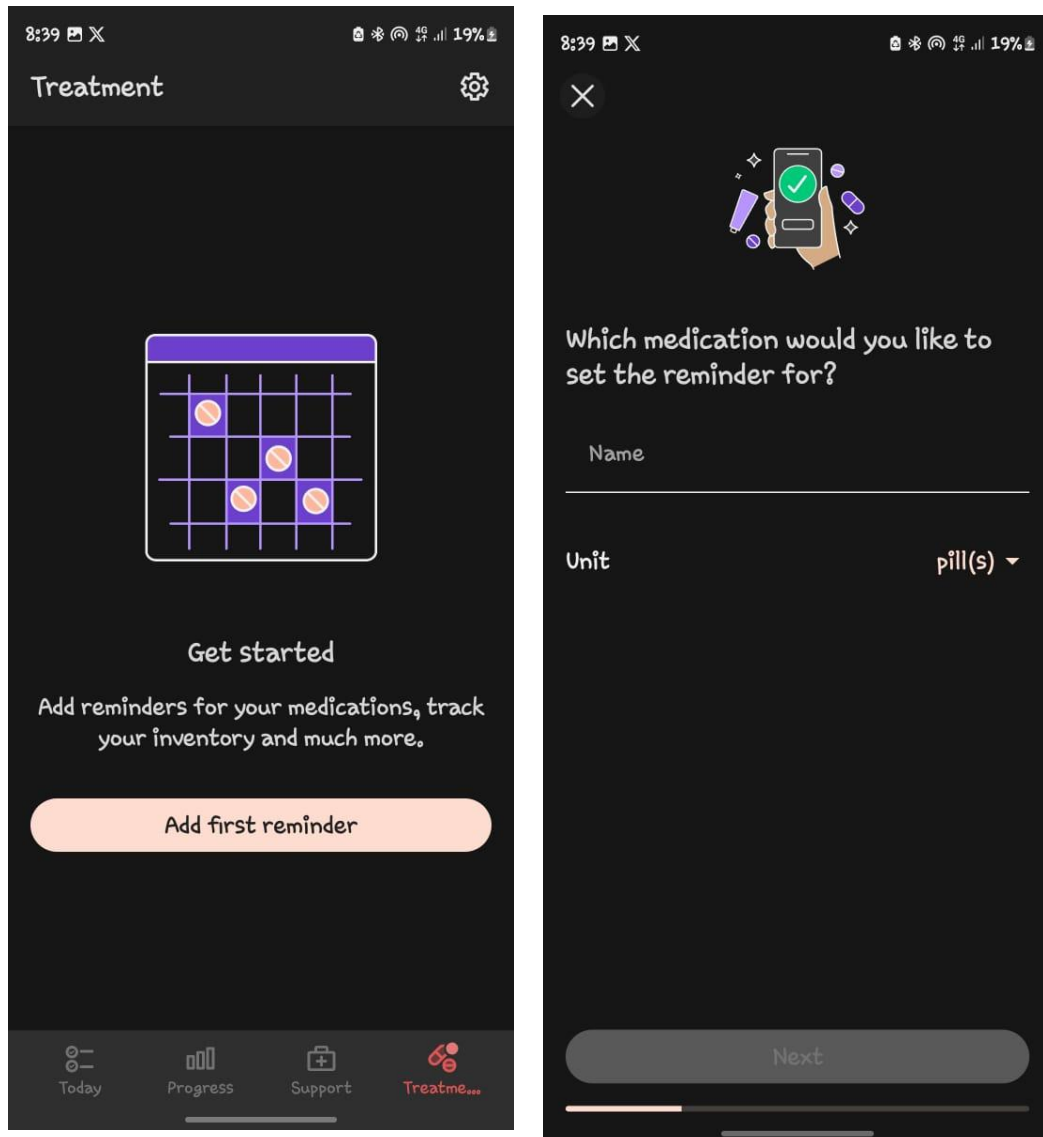 8:39
4G
19%
Treatment
Get started
Add reminders for your medications, track
your inventory and much more.
Add first reminder
Today
Progress
Support
Treatme...
8:39
4G
19%
Which medication would you like to
set the reminder for?
Name
Unit
pill(s)
Next